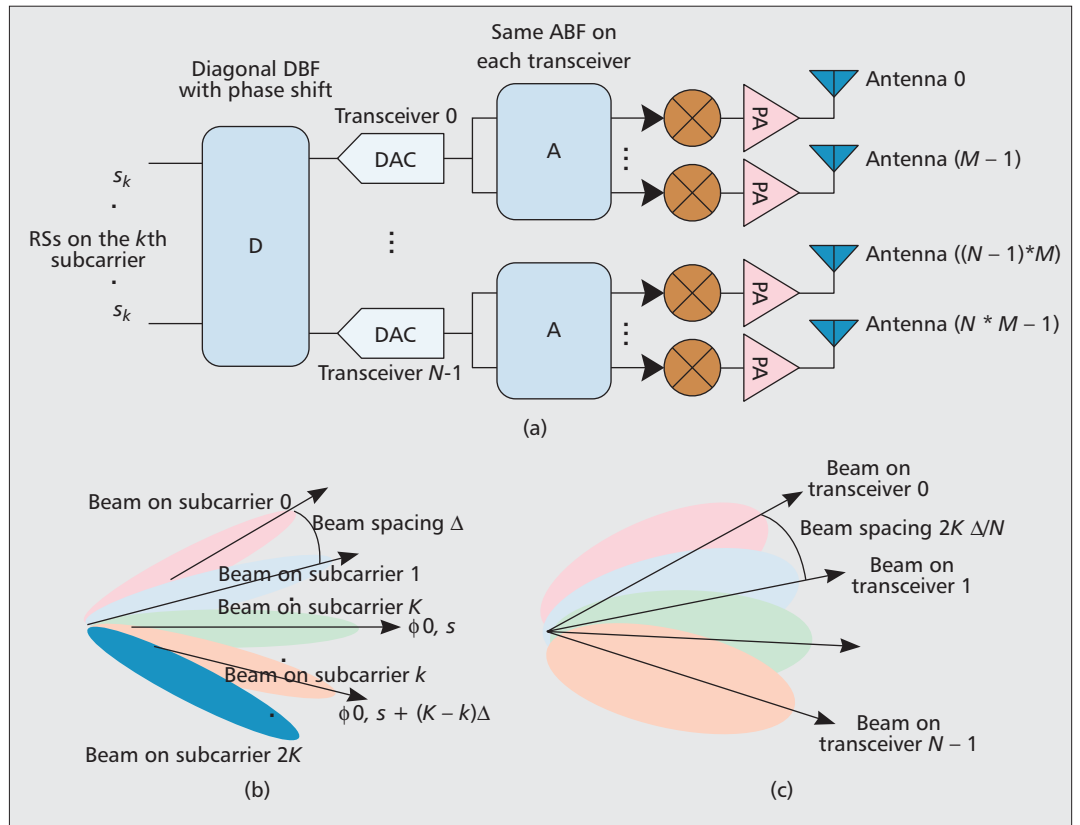 Same ABF on
each transceiver
Diagonal DBF
with phase shift
Transceiver 0
DAC
A
PA
Antenna 0
sk
PA
Antenna (M – 1)
RSs on the kth
subcarrier
D
PA
Antenna ((N – 1)*M)
sk
DAC
A
PA
Antenna (N * M – 1)
Transceiver N-1
(a)
Beam on subcarrier 0
Beam spacing Δ
Beam on subcarrier 1
Beam on subcarrier K
ϕ0, s
Beam on subcarrier k
ϕ0, s + (K – k)Δ
Beam on subcarrier 2K
(b)
Beam on
transceiver 0
Beam spacing 2K Δ/N
Beam on
transceiver 1
Beam on
transceiver N – 1
(c)